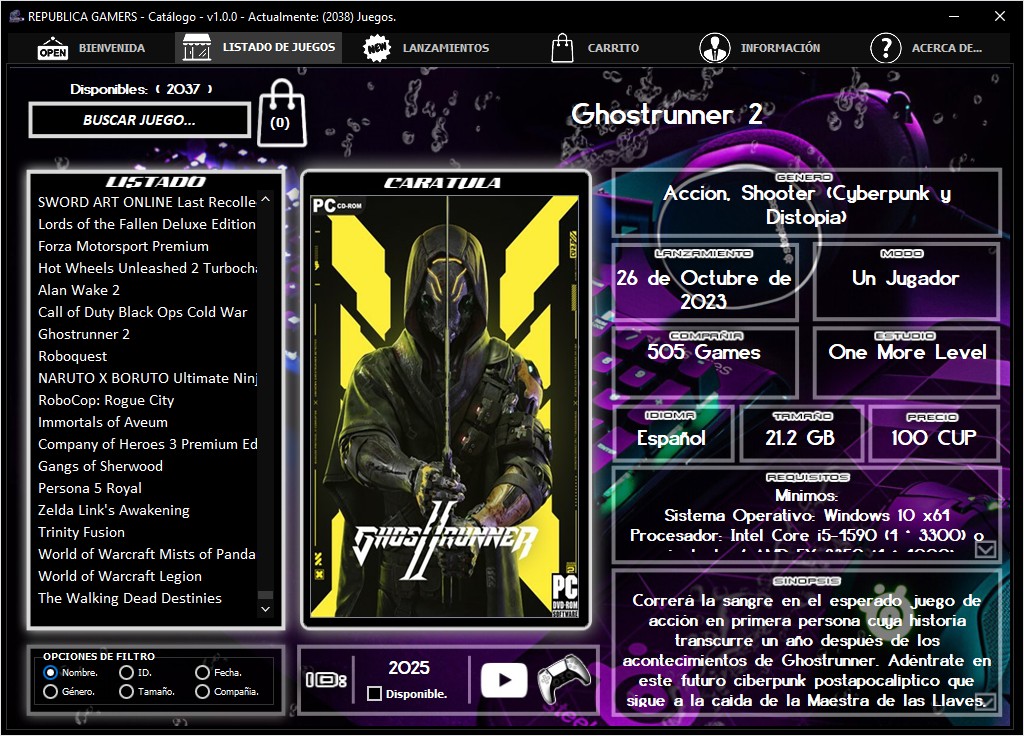 REPUBLICA GAMERS - Catálogo - v1.0.0 - Actualmente: (2038) Juegos.
OPEN BIENVENIDA
LISTADO DE JUEGOS
NEW LANZAMIENTOS
CARRITO
INFORMACIÓN
? ACERCA DE...
Disponibles: ( 2037 )
BUSCAR JUEGO...
(0)
Ghostrunner 2
LISTADO
SWORD ART ONLINE Last Recolle
Lords of the Fallen Deluxe Edition
Forza Motorsport Premium
Hot Wheels Unleashed 2 Turbocha
Alan Wake 2
Call of Duty Black Ops Cold War
Ghostrunner 2
Roboquest
NARUTO X BORUTO Ultimate Ninj
RoboCop: Rogue City
Immortals of Aveum
Company of Heroes 3 Premium Ed
Gangs of Sherwood
Persona 5 Royal
Zelda Link's Awakening
Trinity Fusion
World of Warcraft Mists of Panda
World of Warcraft Legion
The Walking Dead Destinies
CARATULA
PC CD-ROM
GHOSTRUNNER
II
PC
DVD-ROM
SOFTWARE
GENERO
Accion, Shooter (Cyberpunk y
Distopia)
LANZAMIENTO
26 de Octubre de
2023
MODO
Un Jugador
COMPAÑIA
505 Games
ESTUDIO
One More Level
IDIOMA
Español
TAMAÑO
21.2 GB
PRECIO
100 CUP
REQUISITOS
Minimos:
Sistema Operativo: Windows 10 x61
Procesador: Intel Core i5-1590 (1 * 3300) o
SINOPSIS
Correrá la sangre en el esperado juego de
acción en primera persona cuya historia
transcurre un año después de los
acontecimientos de Ghostrunner. Adéntrate en
este futuro ciberpunk postapocalíptico que
sigue a la caída de la Maestra de las Llaves,
OPCIONES DE FILTRO
Nombre.
ID.
Fecha.
Género.
Tamaño.
Compañia.
ID:
2025
Disponible.